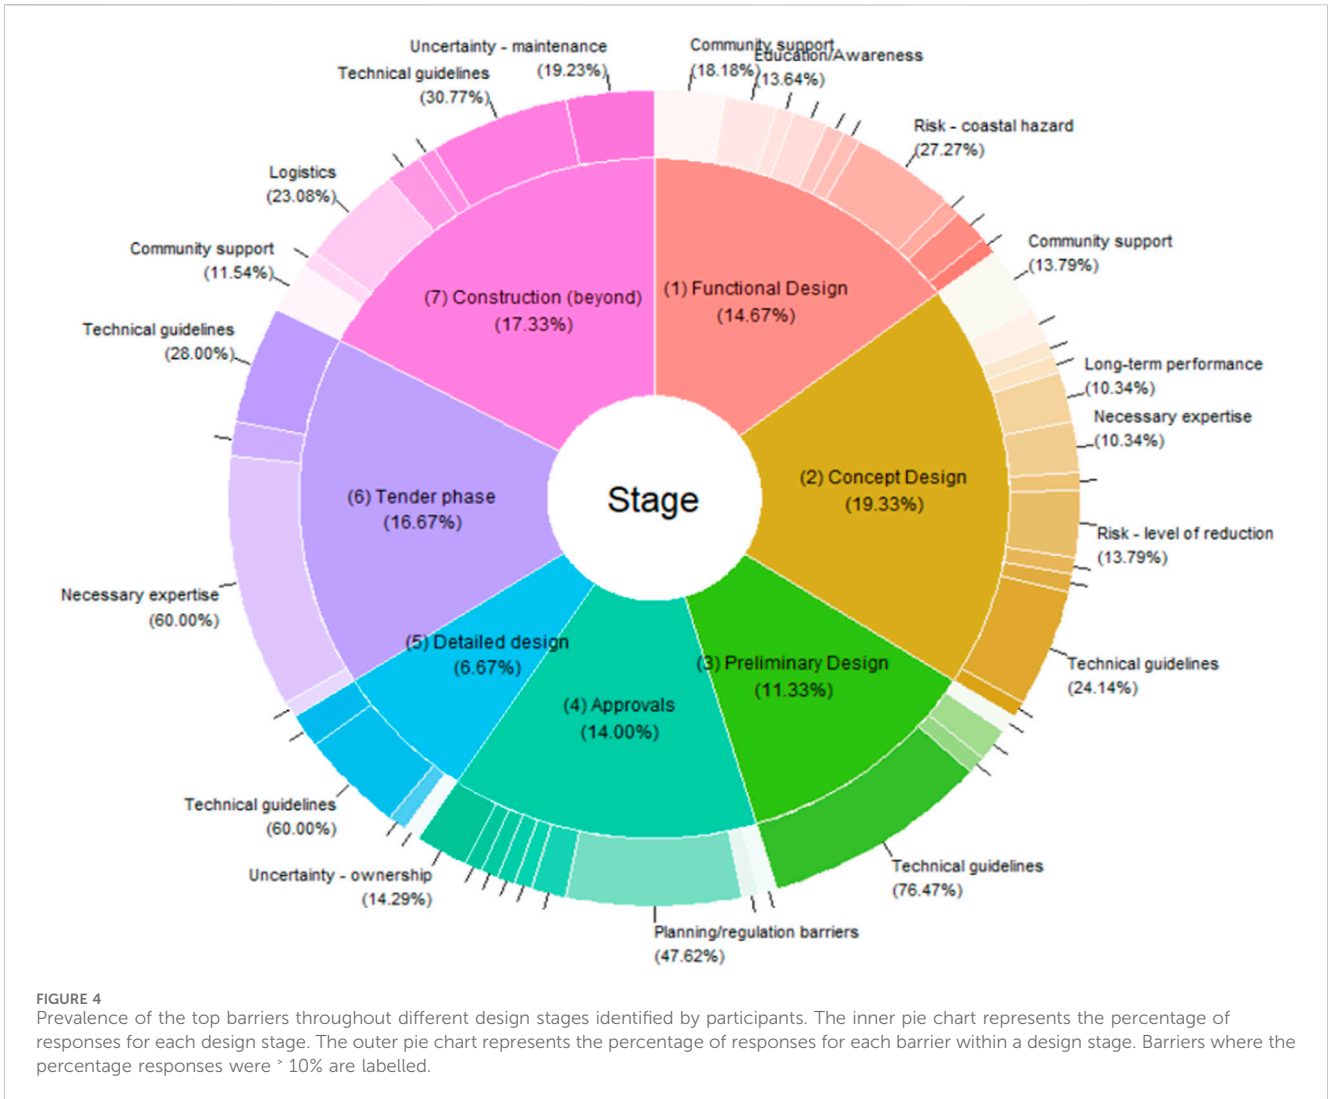 Uncertainty - maintenance
(19.23%)
Technical guidelines
(30.77%)
Logistics
(23.08%)
Community support
(11.54%)
Technical guidelines
(28.00%)
Necessary expertise
(60.00%)
Technical guidelines
(60.00%)
Uncertainty - ownership
(14.29%)
Community support
(18.18%)
Education/Awareness
(13.64%)
Risk - coastal hazard
(27.27%)
Community support
(13.79%)
Long-term performance
(10.34%)
Necessary expertise
(10.34%)
Risk - level of reduction
(13.79%)
Technical guidelines
(24.14%)
Technical guidelines
(76.47%)
Planning/regulation barriers
(47.62%)
(7) Construction (beyond)
(17.33%)
(1) Functional Design
(14.67%)
(2) Concept Design
(19.33%)
(6) Tender phase
(16.67%)
Stage
(5) Detailed design
(6.67%)
(3) Preliminary Design
(11.33%)
(4) Approvals
(14.00%)
FIGURE 4
Prevalence of the top barriers throughout different design stages identified by participants. The inner pie chart represents the percentage of
responses for each design stage. The outer pie chart represents the percentage of responses for each barrier within a design stage. Barriers where the
percentage responses were ˃ 10% are labelled.